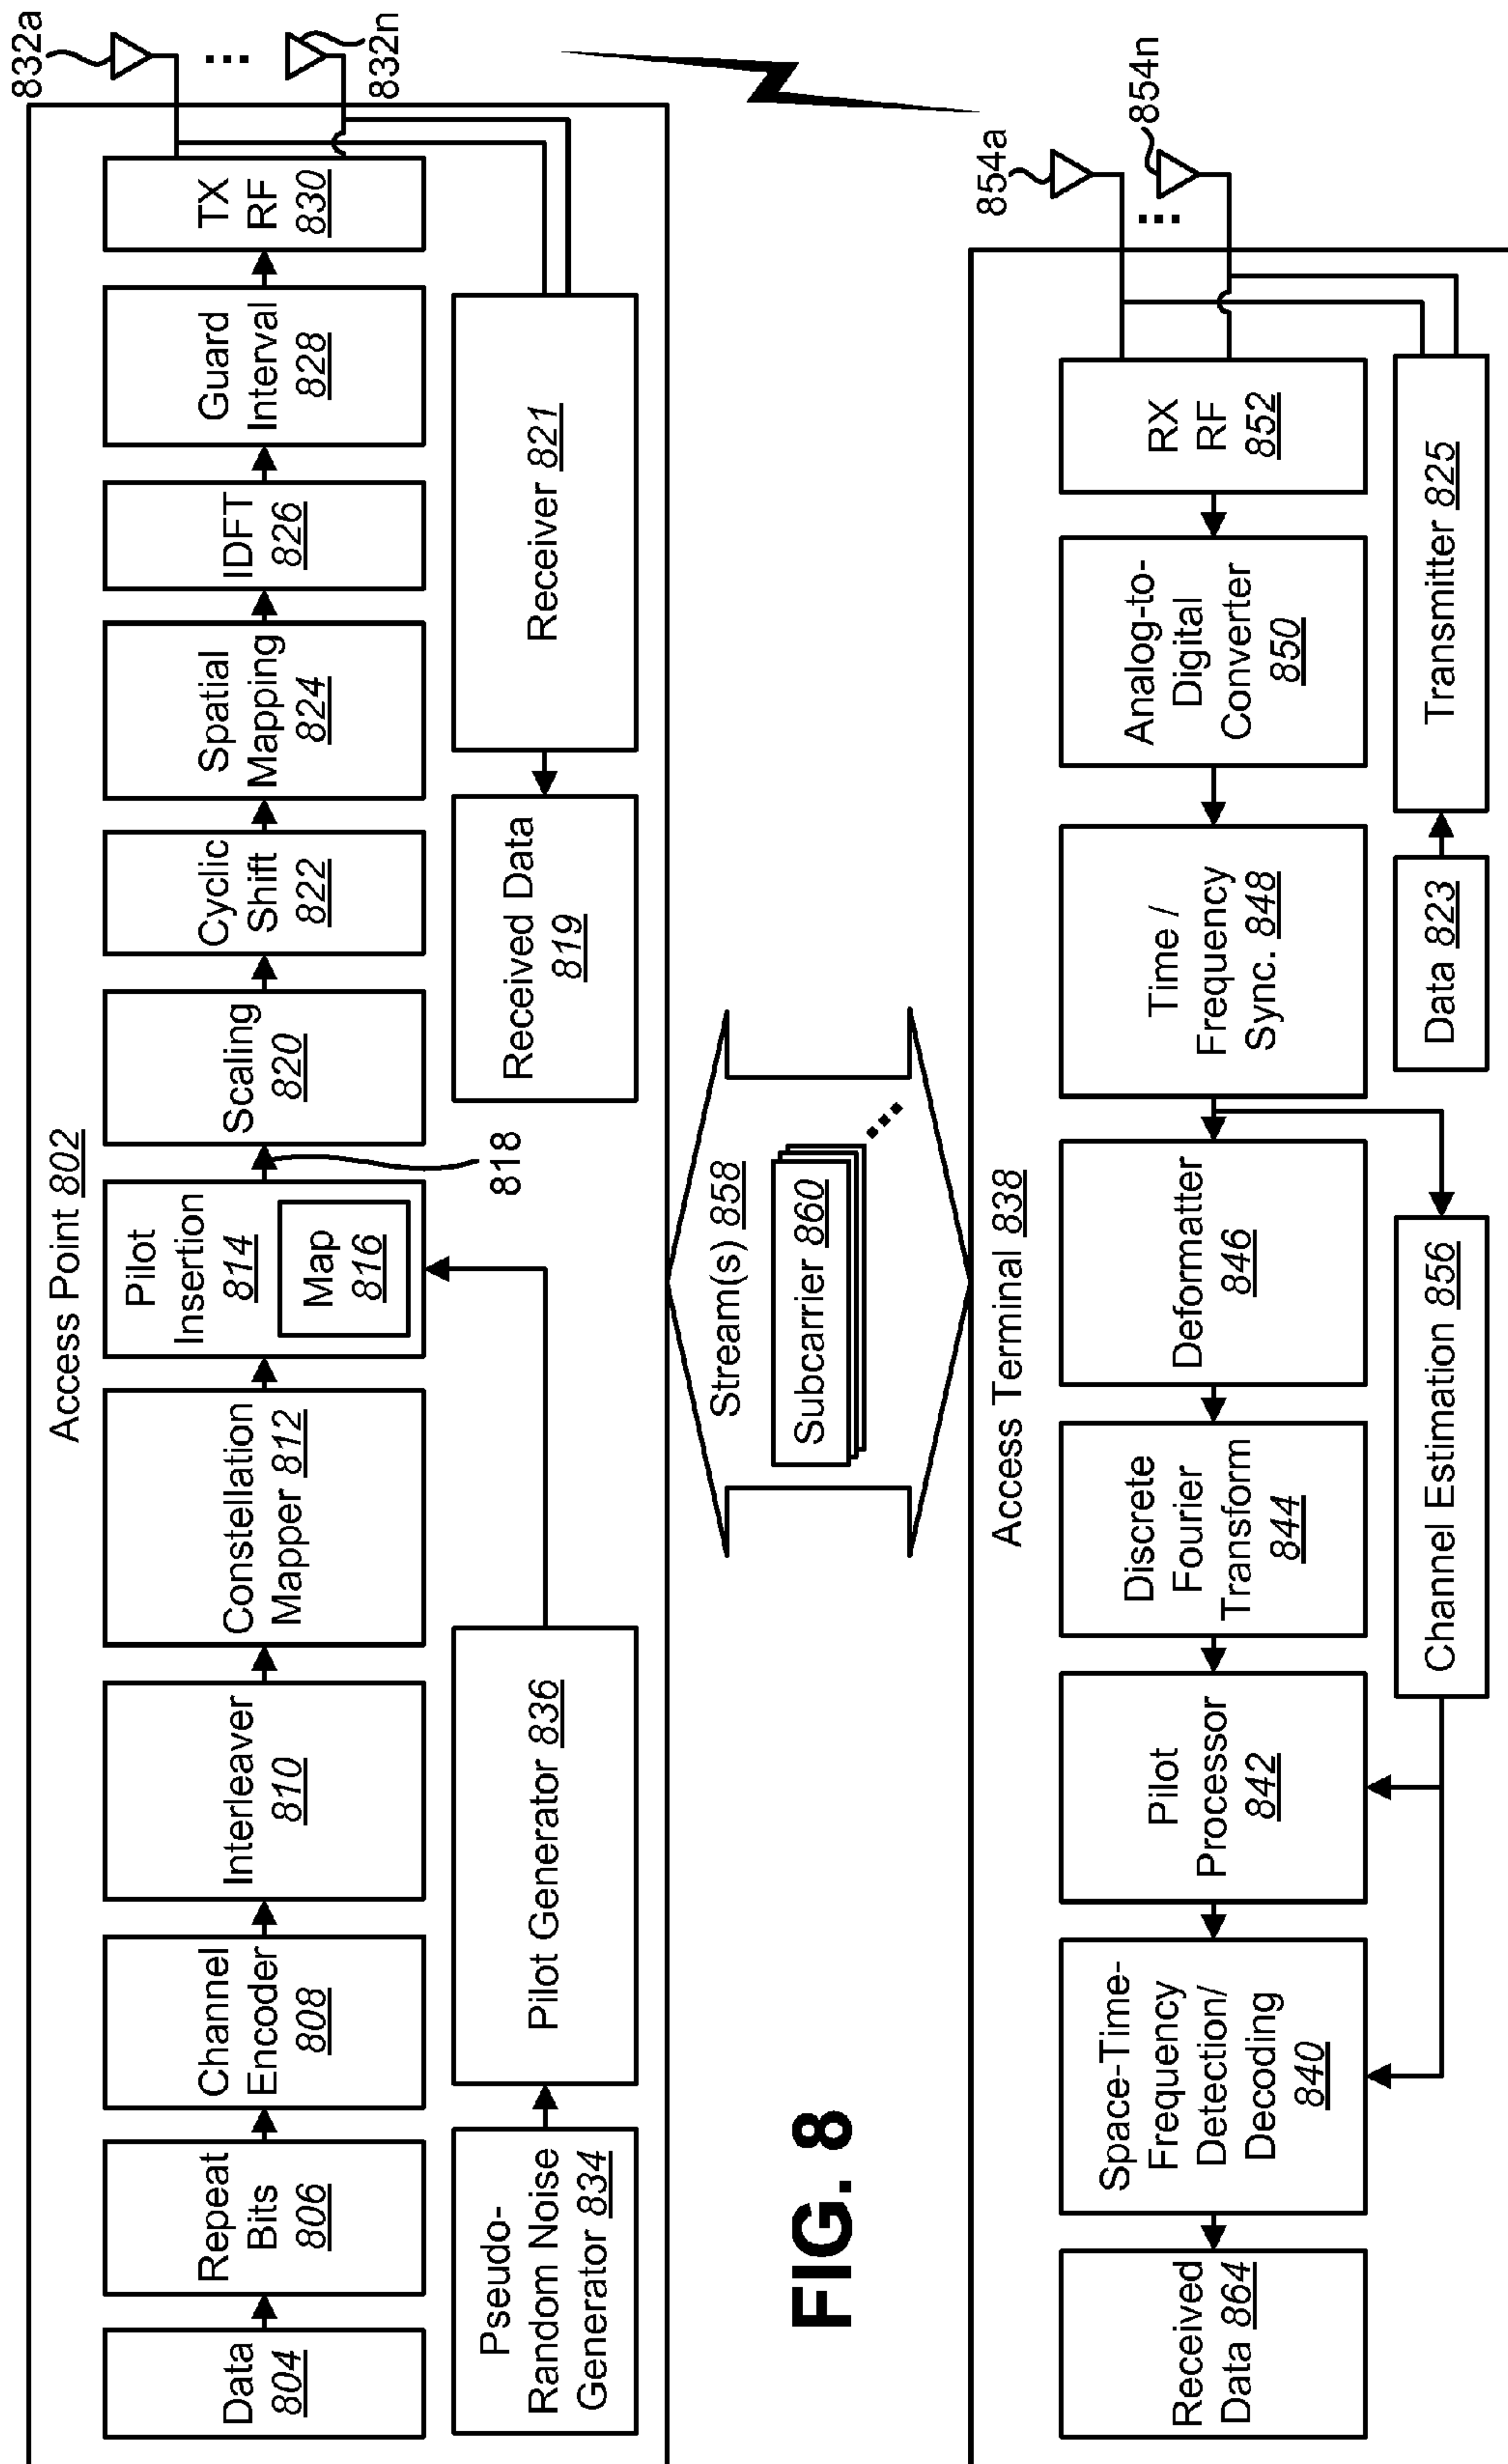 Access Point 802
Data
804
Repeat
Bits
806
Channel
Encoder
808
Interleaver
810
Constellation
Mapper 812
Pilot
Insertion
814
Map
816
818
Scaling
820
Cyclic
Shift
822
Spatial
Mapping
824
IDFT
826
Guard
Interval
828
TX
RF
830
832a
...
832n
Pseudo-
Random Noise
Generator 834
Pilot Generator 836
Received Data
819
Receiver 821
Stream(s) 858
Subcarrier 860
...
FIG. 8
Access Terminal 838
Received
Data 864
Space-Time-
Frequency
Detection/
Decoding
840
Pilot
Processor
842
Discrete
Fourier
Transform
844
Deformatter
846
Time /
Frequency
Sync. 848
Analog-to-
Digital
Converter
850
RX
RF
852
854a
...
854n
Channel Estimation 856
Data 823
Transmitter 825